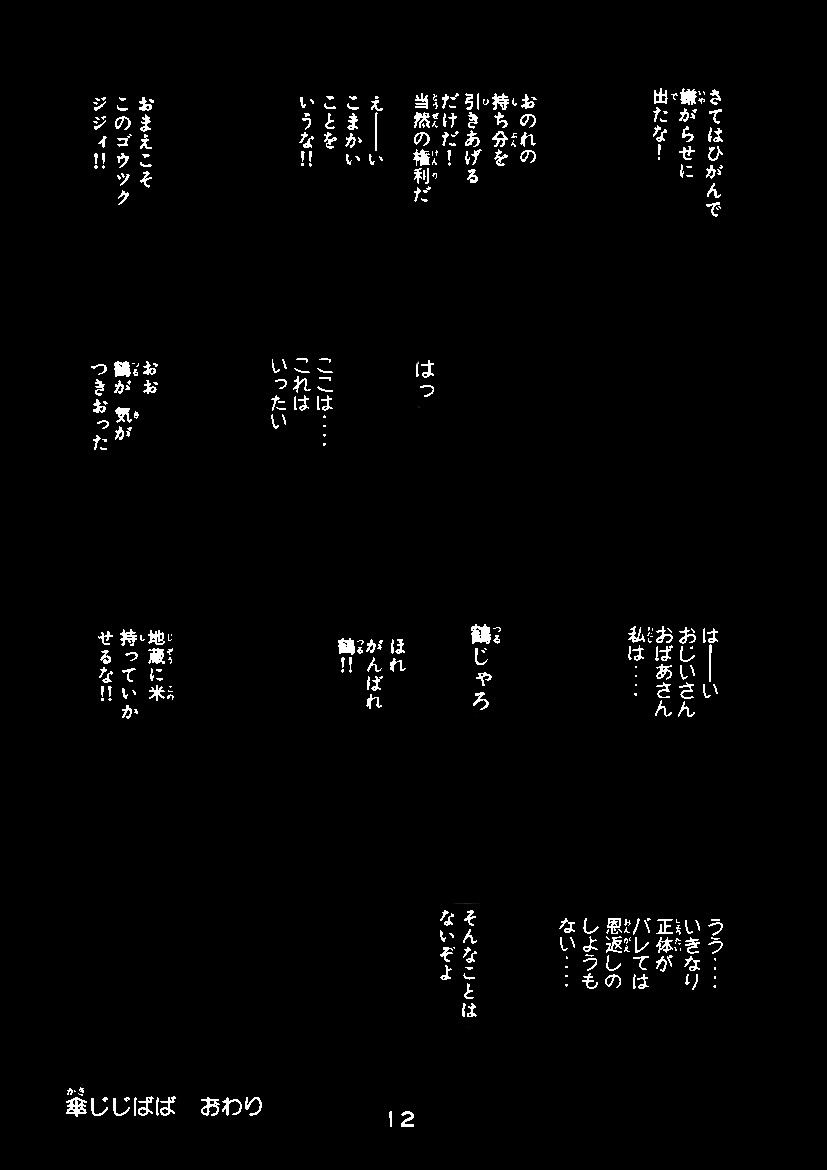 さてはひがんで
嫌がらせに
出たな!
おのれの
持ち分を
引きあげる
だけだ!
当然の権利だ
え――い
こまかい
ことを
いうな!!
おまえこそ
このゴウツク
ジジィ!!
はっ
ここは‥‥
これは
いったい
おお
鶴が 気が
つきおった
は――い
おじいさん
おばあさん
私は‥‥
鶴じゃろ
ほれ
がんばれ
鶴!!
地蔵に米
持っていか
せるな!!
うう‥‥
いきなり
正体が
バレては
恩返しの
しようも
ない‥‥
そんなことは
ないぞよ
傘じじばば おわり
12